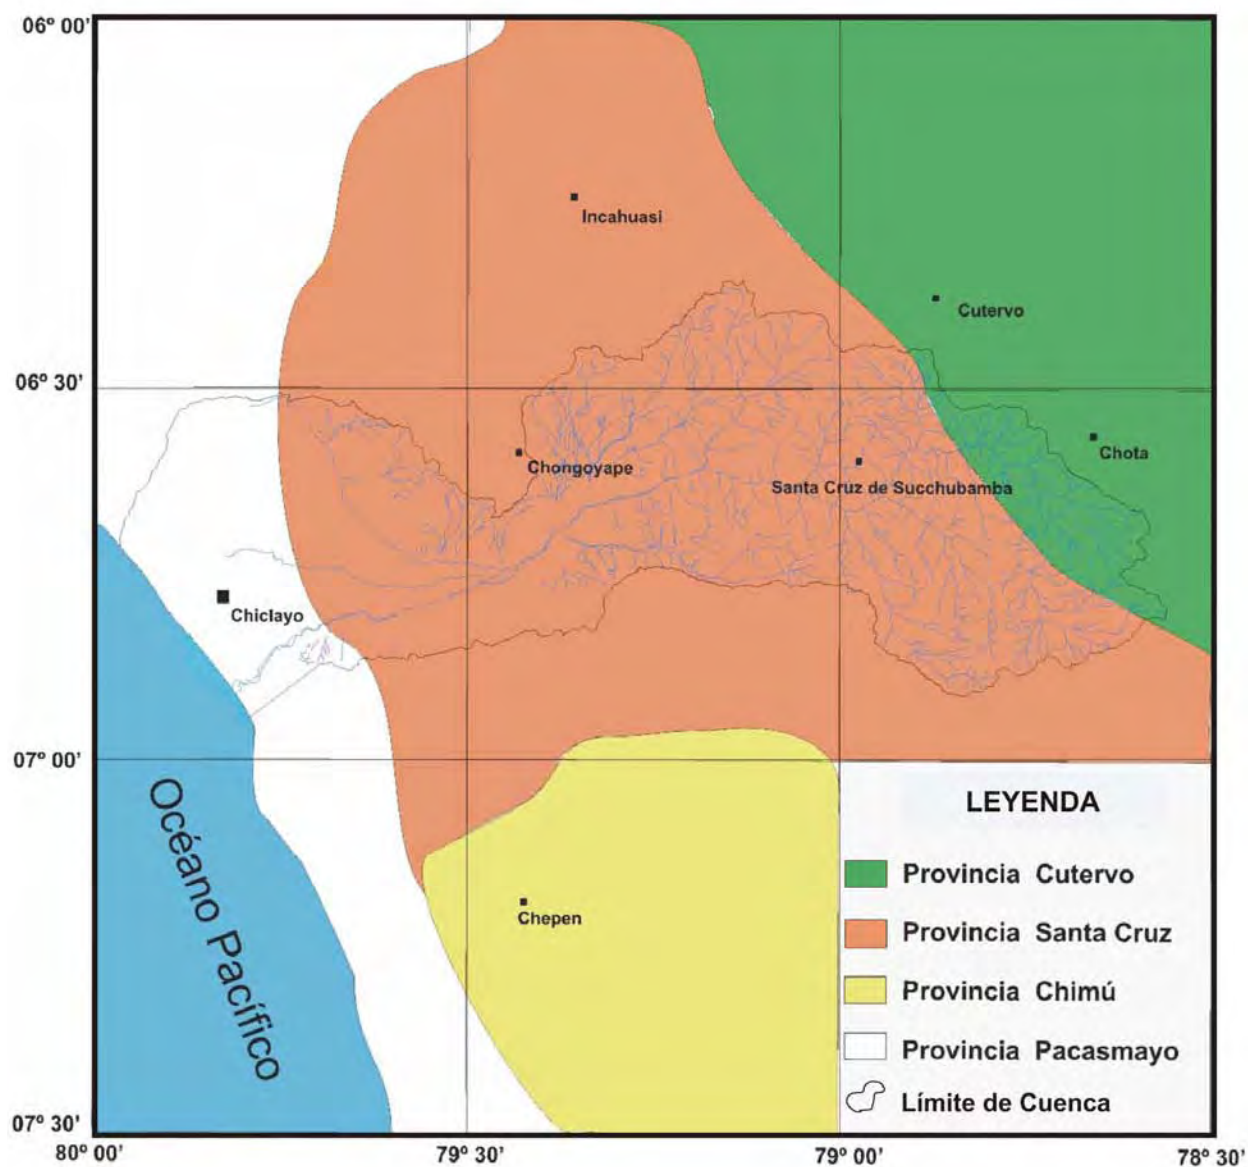 06º 00'
Incahuasi
Cutervo
06º 30'
Chongoyape
Chota
Santa Cruz de Succhubamba
Chiclayo
07º 00'
Océano Pacífico
Chepen
LEYENDA
Provincia Cutervo
Provincia Santa Cruz
Provincia Chimú
Provincia Pacasmayo
Límite de Cuenca
07º 30'
80º 00'
79º 30'
79º 00'
78º 30'